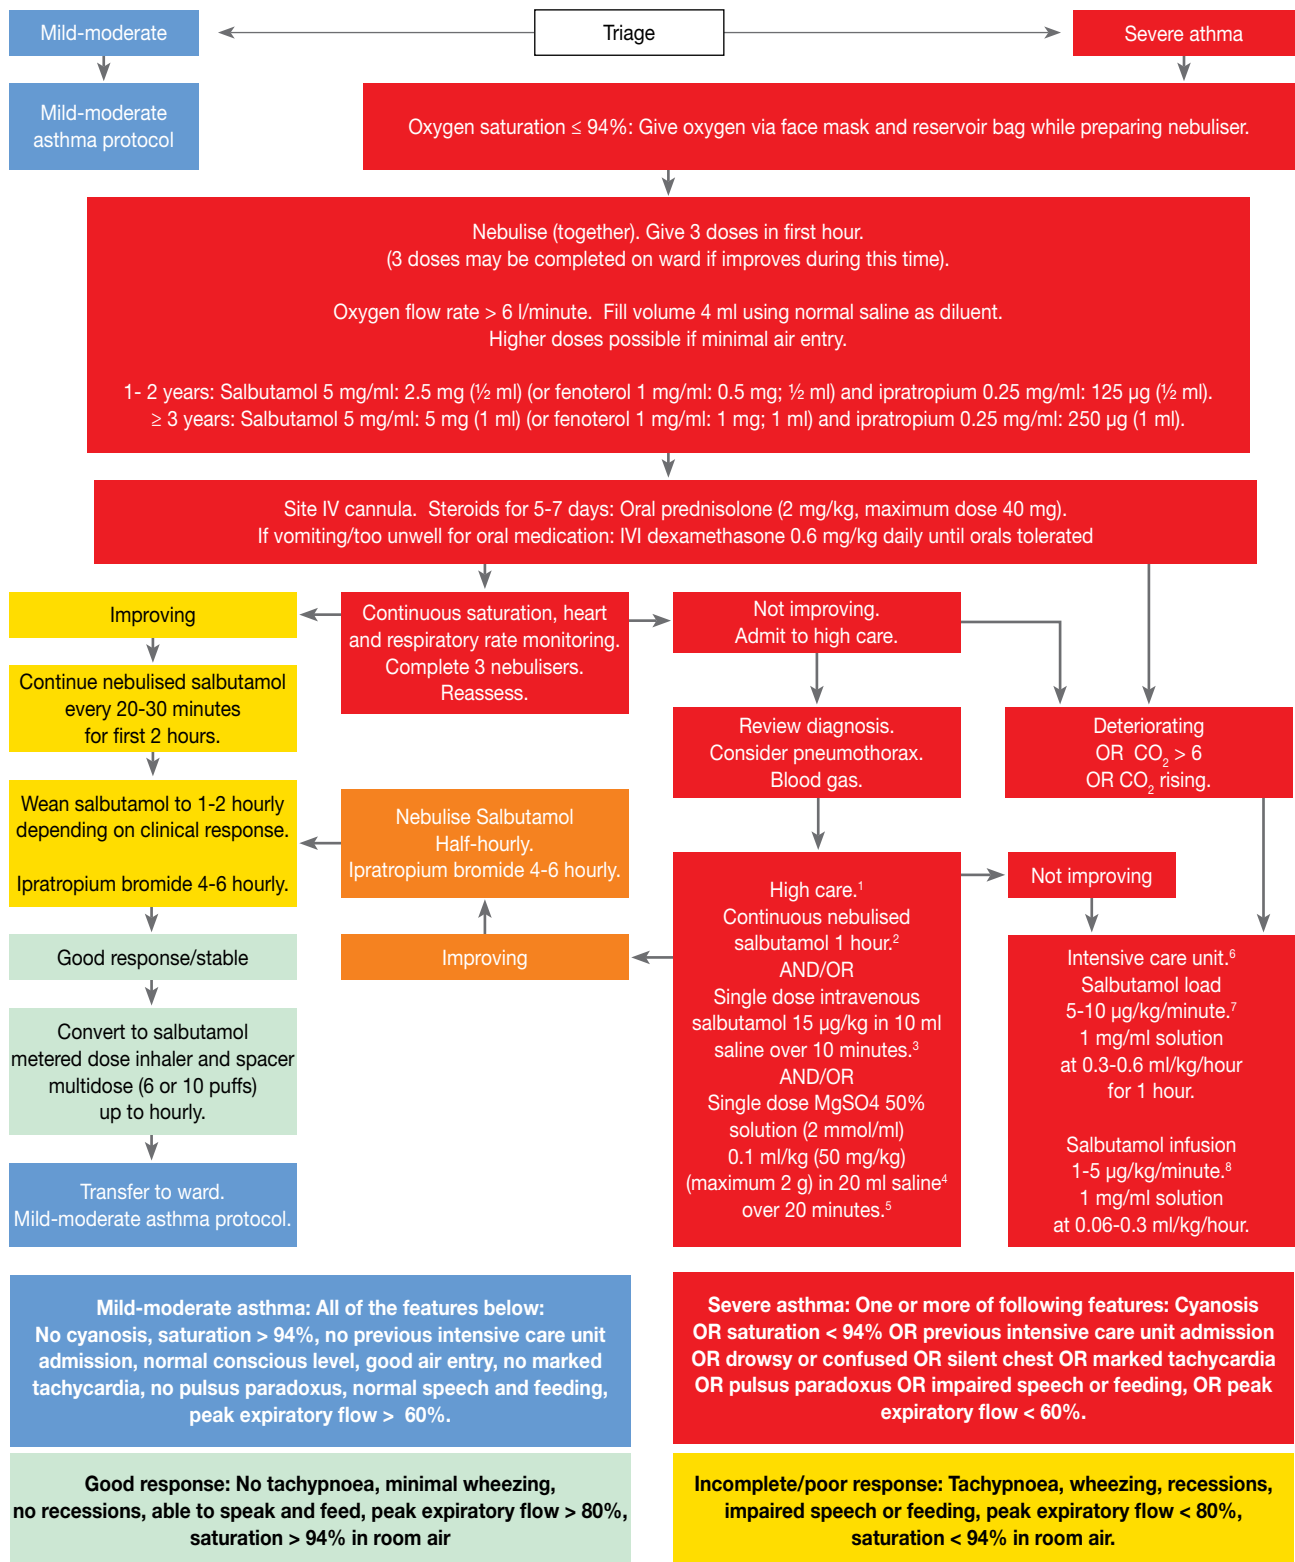 Mild-moderate
Triage
Severe athma
Mild-moderate
asthma protocol
Oxygen saturation ≤ 94%: Give oxygen via face mask and reservoir bag while preparing nebuliser.
Nebulise (together). Give 3 doses in first hour.
(3 doses may be completed on ward if improves during this time).
Oxygen flow rate > 6 l/minute. Fill volume 4 ml using normal saline as diluent.
Higher doses possible if minimal air entry.
1- 2 years: Salbutamol 5 mg/ml: 2.5 mg (½ ml) (or fenoterol 1 mg/ml: 0.5 mg; ½ ml) and ipratropium 0.25 mg/ml: 125 µg (½ ml).
≥ 3 years: Salbutamol 5 mg/ml: 5 mg (1 ml) (or fenoterol 1 mg/ml: 1 mg; 1 ml) and ipratropium 0.25 mg/ml: 250 µg (1 ml).
Site IV cannula. Steroids for 5-7 days: Oral prednisolone (2 mg/kg, maximum dose 40 mg).
If vomiting/too unwell for oral medication: IVI dexamethasone 0.6 mg/kg daily until orals tolerated
Improving
Continuous saturation, heart
and respiratory rate monitoring.
Complete 3 nebulisers.
Reassess.
Not improving.
Admit to high care.
Continue nebulised salbutamol
every 20-30 minutes
for first 2 hours.
Review diagnosis.
Consider pneumothorax.
Blood gas.
Deteriorating
OR CO₂ > 6
OR CO₂ rising.
Wean salbutamol to 1-2 hourly
depending on clinical response.
Ipratropium bromide 4-6 hourly.
Nebulise Salbutamol
Half-hourly.
Ipratropium bromide 4-6 hourly.
High care.¹
Continuous nebulised
salbutamol 1 hour.²
AND/OR
Single dose intravenous
salbutamol 15 µg/kg in 10 ml
saline over 10 minutes.³
AND/OR
Single dose MgSO4 50%
solution (2 mmol/ml)
0.1 ml/kg (50 mg/kg)
(maximum 2 g) in 20 ml saline⁴
over 20 minutes.⁵
Not improving
Good response/stable
Improving
Intensive care unit.⁶
Salbutamol load
5-10 µg/kg/minute.⁷
1 mg/ml solution
at 0.3-0.6 ml/kg/hour
for 1 hour.
Salbutamol infusion
1-5 µg/kg/minute.⁸
1 mg/ml solution
at 0.06-0.3 ml/kg/hour.
Convert to salbutamol
metered dose inhaler and spacer
multidose (6 or 10 puffs)
up to hourly.
Transfer to ward.
Mild-moderate asthma protocol.
Mild-moderate asthma: All of the features below:
No cyanosis, saturation > 94%, no previous intensive care unit
admission, normal conscious level, good air entry, no marked
tachycardia, no pulsus paradoxus, normal speech and feeding,
peak expiratory flow > 60%.
Severe asthma: One or more of following features: Cyanosis
OR saturation < 94% OR previous intensive care unit admission
OR drowsy or confused OR silent chest OR marked tachycardia
OR pulsus paradoxus OR impaired speech or feeding, OR peak
expiratory flow < 60%.
Good response: No tachypnoea, minimal wheezing,
no recessions, able to speak and feed, peak expiratory flow > 80%,
saturation > 94% in room air
Incomplete/poor response: Tachypnoea, wheezing, recessions,
impaired speech or feeding, peak expiratory flow < 80%,
saturation < 94% in room air.